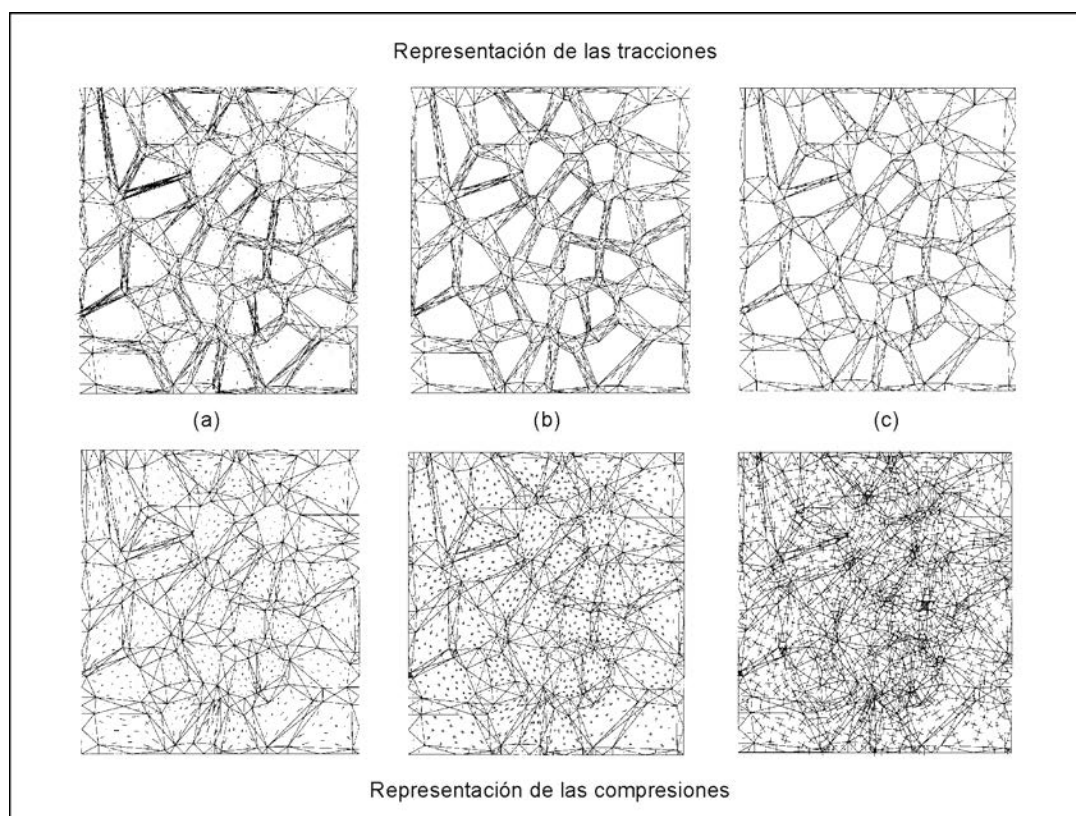 Representación de las tracciones
(a)
(b)
(c)
Representación de las compresiones